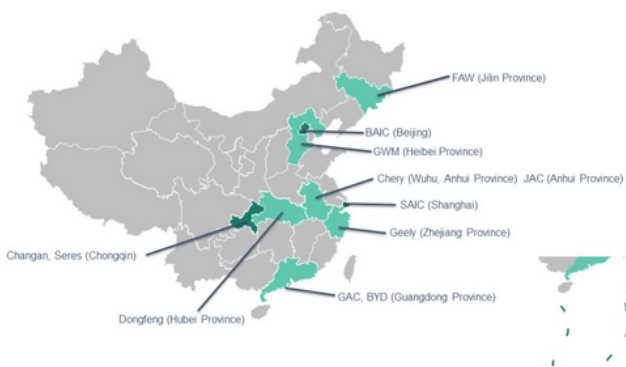 FAW (Jilin Province)
BAIC (Beijing)
GWM (Heibei Province)
Chery (Wuhu, Anhui Province) JAC (Anhui Province)
SAIC (Shanghai)
Geely (Zhejiang Province)
Changan, Seres (Chongqin)
GAC, BYD (Guangdong Province)
Dongfeng (Hubei Province)